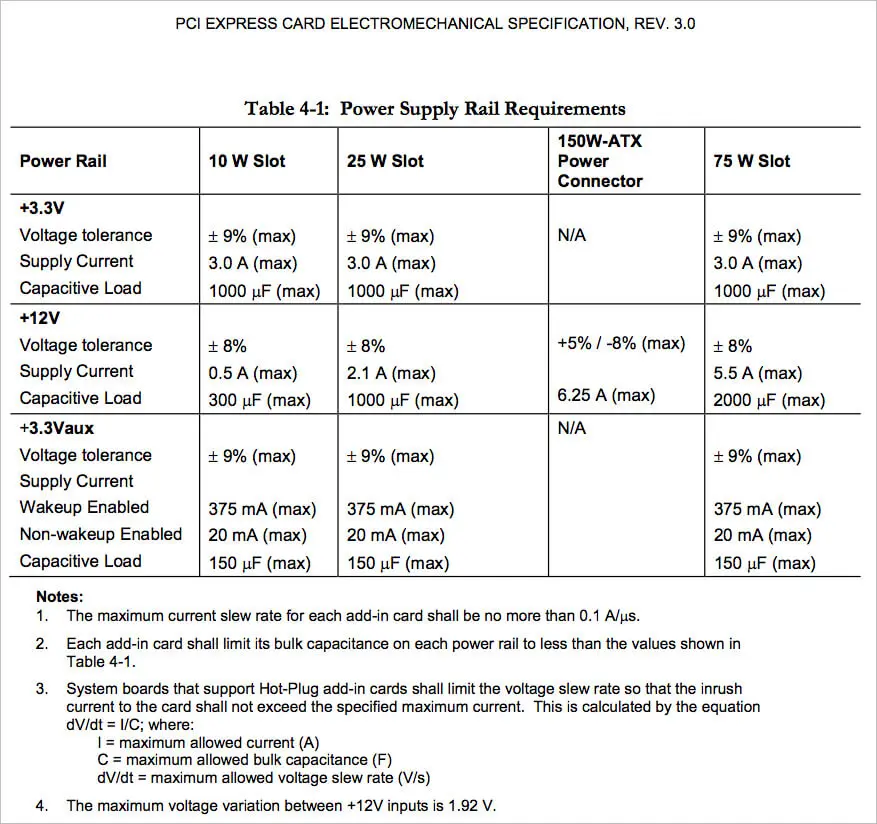 PCI EXPRESS CARD ELECTROMECHANICAL SPECIFICATION, REV. 3.0
Table 4-1: Power Supply Rail Requirements
Power Rail 10 W Slot 25 W Slot 150W-ATX Power Connector 75 W Slot
+3.3V
Voltage tolerance ± 9% (max) ± 9% (max) N/A ± 9% (max)
Supply Current 3.0 A (max) 3.0 A (max) 3.0 A (max)
Capacitive Load 1000 μF (max) 1000 μF (max) 1000 μF (max)
+12V
Voltage tolerance ± 8% ± 8% +5% / -8% (max) ± 8%
Supply Current 0.5 A (max) 2.1 A (max) 5.5 A (max)
Capacitive Load 300 μF (max) 1000 μF (max) 6.25 A (max) 2000 μF (max)
+3.3Vaux N/A
Voltage tolerance ± 9% (max) ± 9% (max) ± 9% (max)
Supply Current
Wakeup Enabled 375 mA (max) 375 mA (max) 375 mA (max)
Non-wakeup Enabled 20 mA (max) 20 mA (max) 20 mA (max)
Capacitive Load 150 μF (max) 150 μF (max) 150 μF (max)
Notes:
1. The maximum current slew rate for each add-in card shall be no more than 0.1 A/μs.
2. Each add-in card shall limit its bulk capacitance on each power rail to less than the values shown in
Table 4-1.
3. System boards that support Hot-Plug add-in cards shall limit the voltage slew rate so that the inrush
current to the card shall not exceed the specified maximum current. This is calculated by the equation
dV/dt = I/C; where:
I = maximum allowed current (A)
C = maximum allowed bulk capacitance (F)
dV/dt = maximum allowed voltage slew rate (V/s)
4. The maximum voltage variation between +12V inputs is 1.92 V.